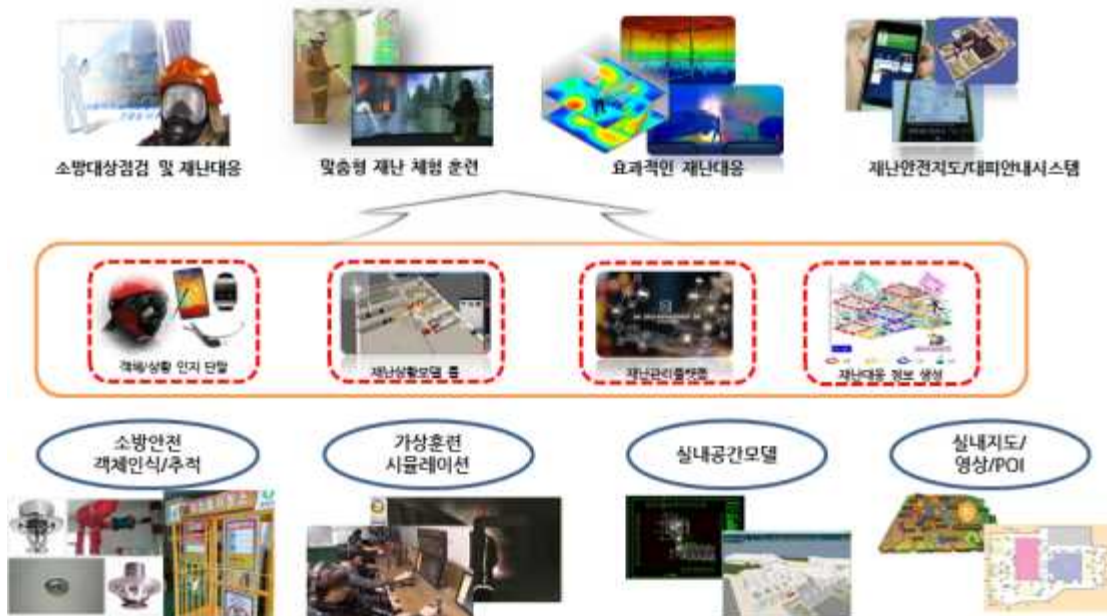 소방대상점검 및 재난대응
맞춤형 재난 체험 훈련
효과적인 재난대응
재난안전지도/대피안내시스템
객체/상황 인지 단말
재난상황모델 툴
재난관리플랫폼
재난대응 정보 생성
소방안전
객체인식/추적
가상훈련
시뮬레이션
실내공간모델
실내지도/
영상/POI